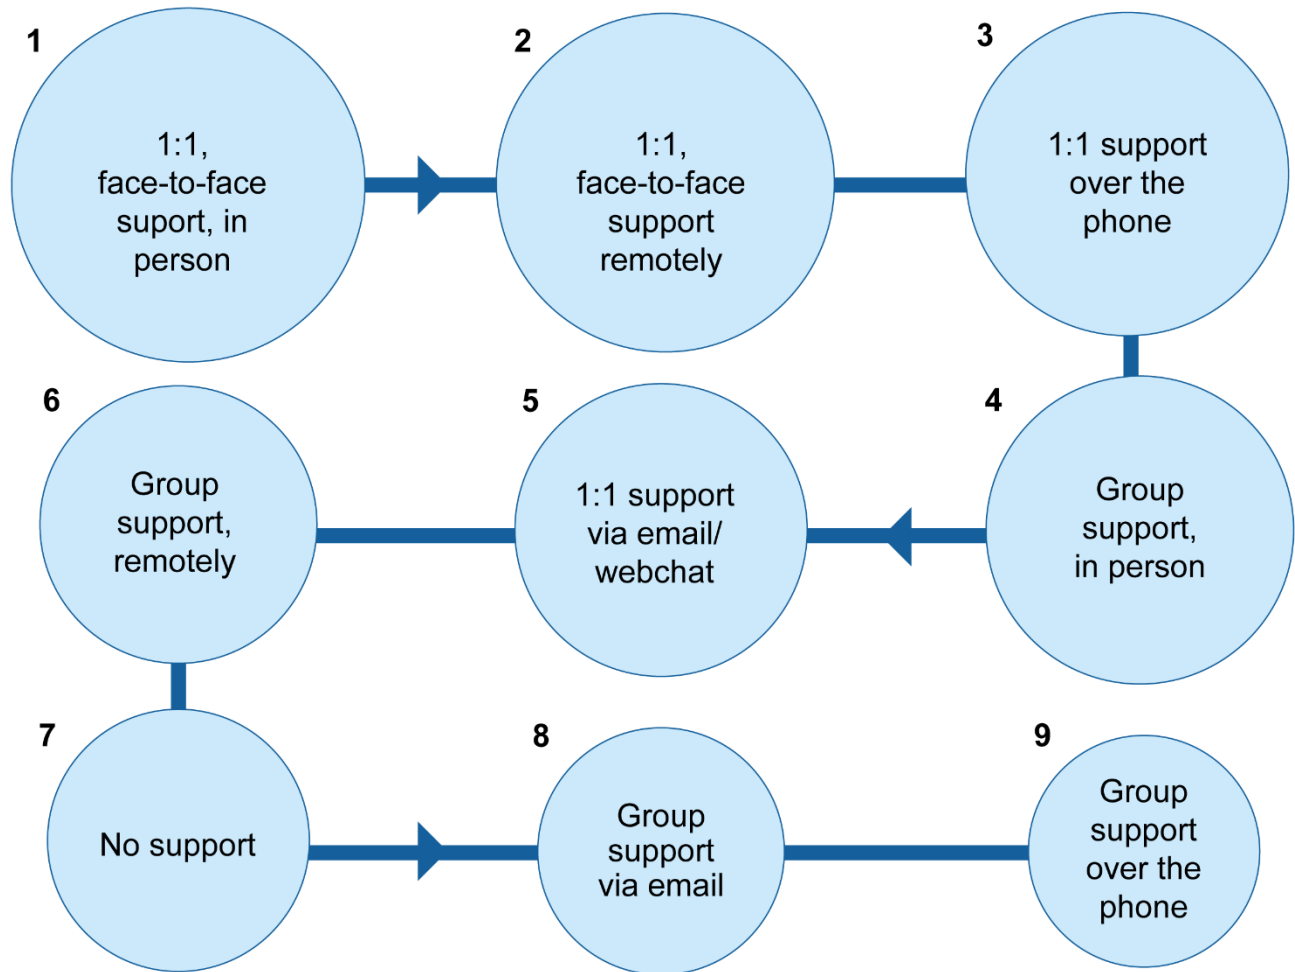 1
1:1,
face-to-face
suport, in
person
2
1:1,
face-to-face
support
remotely
3
1:1 support
over the
phone
4
Group
support,
in person
5
1:1 support
via email/
webchat
6
Group
support,
remotely
7
No support
8
Group
support
via email
9
Group
support
over the
phone